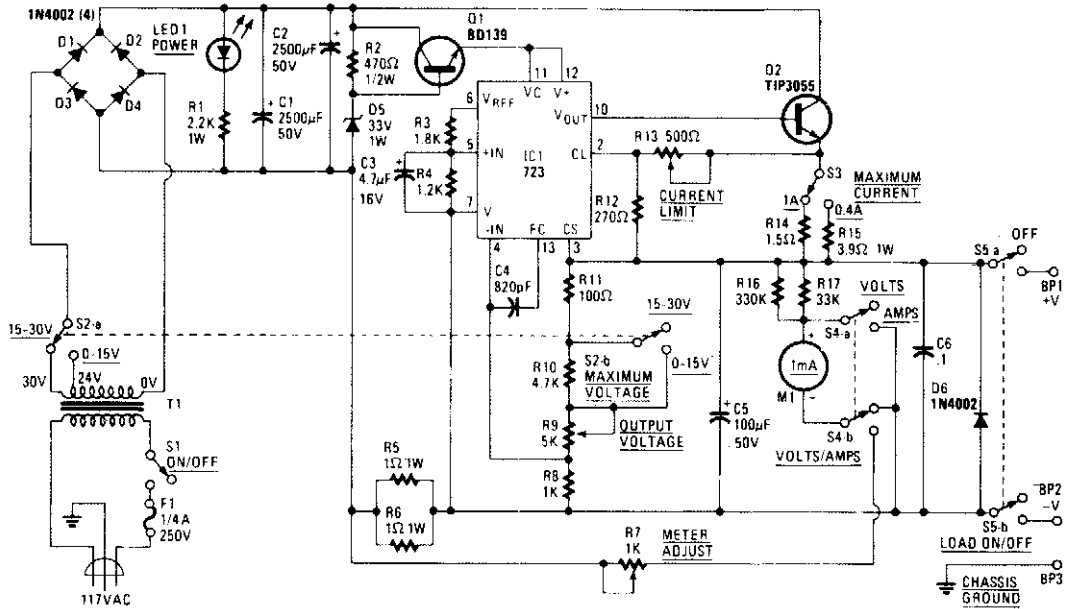 1N4002 (4)
D1
D2
D3
D4
LED1
POWER
R1
2.2K
1W
C2
2500µF
50V
+
C1
2500µF
50V
+
R2
470Ω
1/2W
D5
33V
1W
Q1
BD139
11
12
VC
V+
6
VREF
VOUT
10
R3
1.8K
5
+IN
IC1
723
CL
2
C3
4.7µF
16V
+
R4
1.2K
7
V
-IN
FC
CS
4
13
3
C4
820pF
R13 500Ω
CURRENT
LIMIT
R12
270Ω
Q2
TIP3055
S3
MAXIMUM
CURRENT
1A
0.4A
R14
1.5Ω
R15
3.9Ω 1W
R11
100Ω
15-30V
R10
4.7K
S2-b
MAXIMUM
VOLTAGE
0-15V
R9
5K
OUTPUT
VOLTAGE
R8
1K
R16
330K
R17
33K
VOLTS
AMPS
S4-a
+
1mA
M1
-
S4-b
VOLTS/AMPS
+
C5
100µF
50V
C6
.1
D6
1N4002
S5-a
OFF
BP1
+V
BP2
-V
S5-b
LOAD ON/OFF
BP3
CHASSIS
GROUND
R5
1Ω 1W
R6
1Ω 1W
R7
1K
METER
ADJUST
15-30V
S2-a
0-15V
30V
24V
0V
T1
S1
ON/OFF
F1
1/4A
250V
117VAC